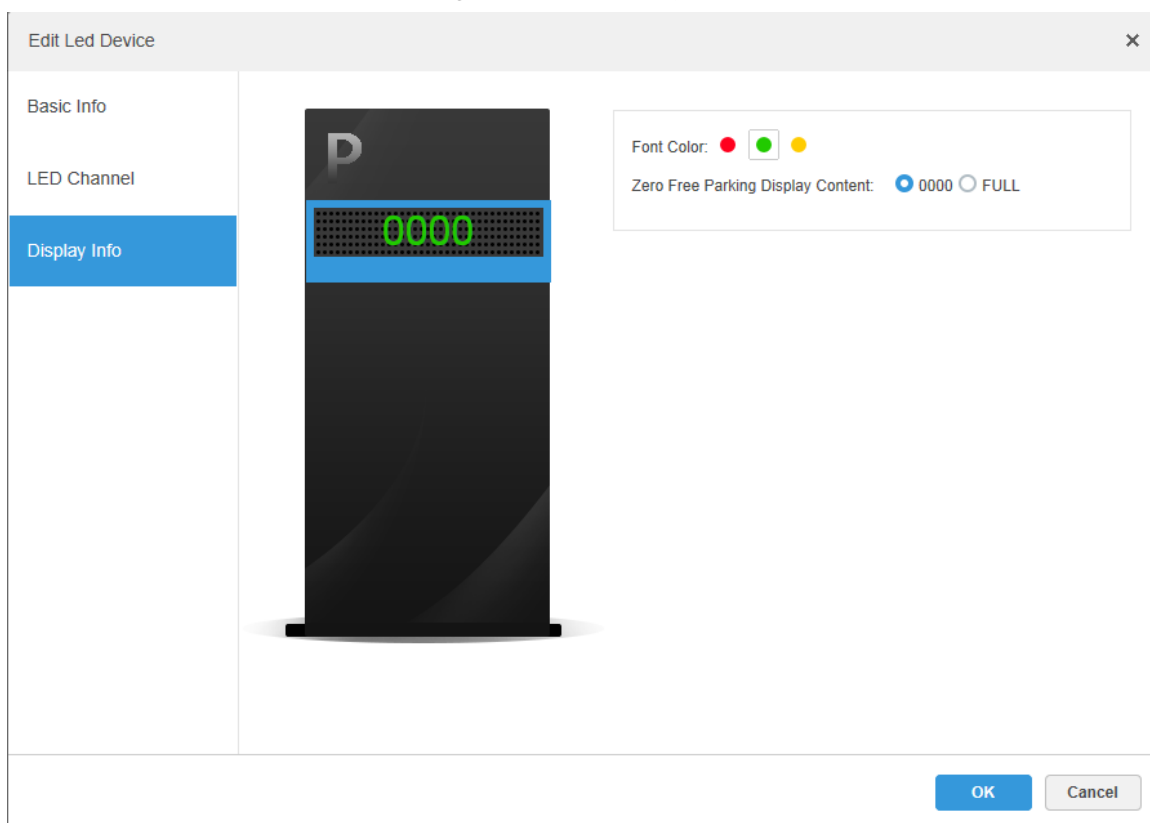 Edit Led Device ×
Basic Info
LED Channel
Display Info
P
0000
Font Color:
Zero Free Parking Display Content: 0000 FULL
OK Cancel